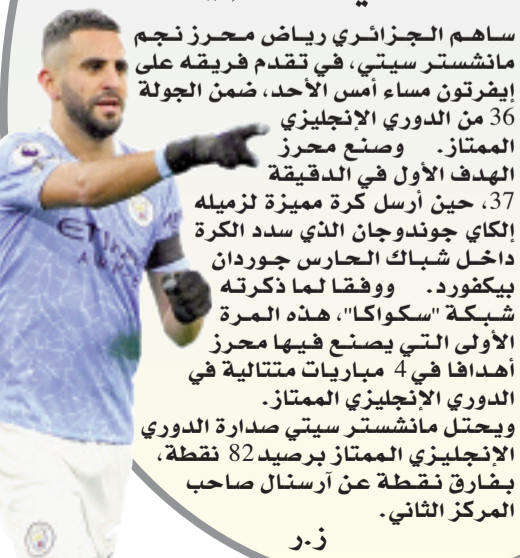 ساهم الجزائري رياض محرز نجم
مانشستر سيتي، في تقدم فريقه على
إيفرتون مساء أمس الأحد، ضمن الجولة
36 من الدوري الإنجليزي
الممتاز. وصنع محرز
الهدف الأول في الدقيقة
37، حين أرسل كرة مميزة لزميله
إلكاي جوندوجان الذي سدد الكرة
داخل شباك الحارس جوردان
بيكفورد. ووفقا لما ذكرته
شبكة "سكواكا"، هذه المرة
الأولى التي يصنع فيها محرز
أهدافا في 4 مباريات متتالية في
الدوري الإنجليزي الممتاز.
ويحتل مانشستر سيتي صدارة الدوري
الإنجليزي الممتاز برصيد 82 نقطة،
بفارق نقطة عن آرسنال صاحب
المركز الثاني.
ز.ر